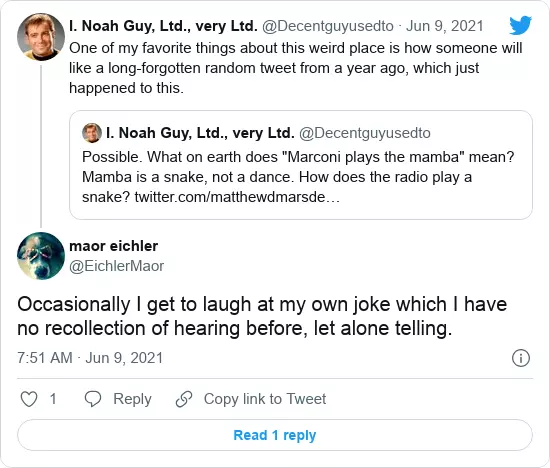 I. Noah Guy, Ltd., very Ltd. @Decentguyusedto · Jun 9, 2021
One of my favorite things about this weird place is how someone will
like a long-forgotten random tweet from a year ago, which just
happened to this.
I. Noah Guy, Ltd., very Ltd. @Decentguyusedto
Possible. What on earth does "Marconi plays the mamba" mean?
Mamba is a snake, not a dance. How does the radio play a
snake? twitter.com/matthewdmarsde…
maor eichler
@EichlerMaor
Occasionally I get to laugh at my own joke which I have
no recollection of hearing before, let alone telling.
7:51 AM · Jun 9, 2021
1 Reply Copy link to Tweet
Read 1 reply